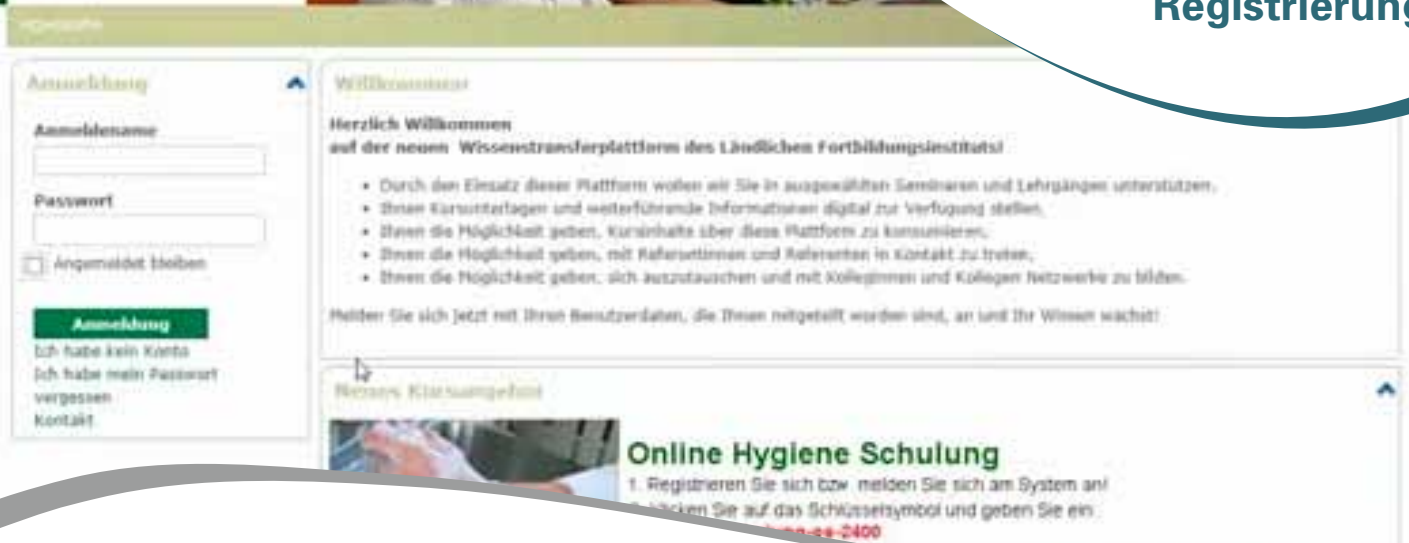 Registrierung
Anmeldung
Willkommen
Anmeldename
Herzlich Willkommen
auf der neuen Wissenstransferplattform des Ländlichen Fortbildungsinstituts!
Passwort
Angemeldet bleiben
• Durch den Einsatz dieser Plattform wollen wir Sie in ausgewählten Seminaren und Lehrgängen unterstützen,
• Ihnen Kursunterlagen und weiterführende Informationen digital zur Verfügung stellen,
• Ihnen die Möglichkeit geben, Kursinhalte über diese Plattform zu konsumieren,
• Ihnen die Möglichkeit geben, mit Referentinnen und Referenten in Kontakt zu treten,
• Ihnen die Möglichkeit geben, sich auszutauschen und mit Kolleginnen und Kollegen Netzwerke zu bilden.
Melden Sie sich jetzt mit Ihren Benutzerdaten, die Ihnen mitgeteilt worden sind, an und Ihr Wissen wächst!
Anmeldung
Ich habe kein Konto
Ich habe mein Passwort
vergessen
Kontakt
Neues Kursangebot
Online Hygiene Schulung
1. Registrieren Sie sich bzw. melden Sie sich am System an!
klicken Sie auf das Schlüsselsymbol und geben Sie ein
2400